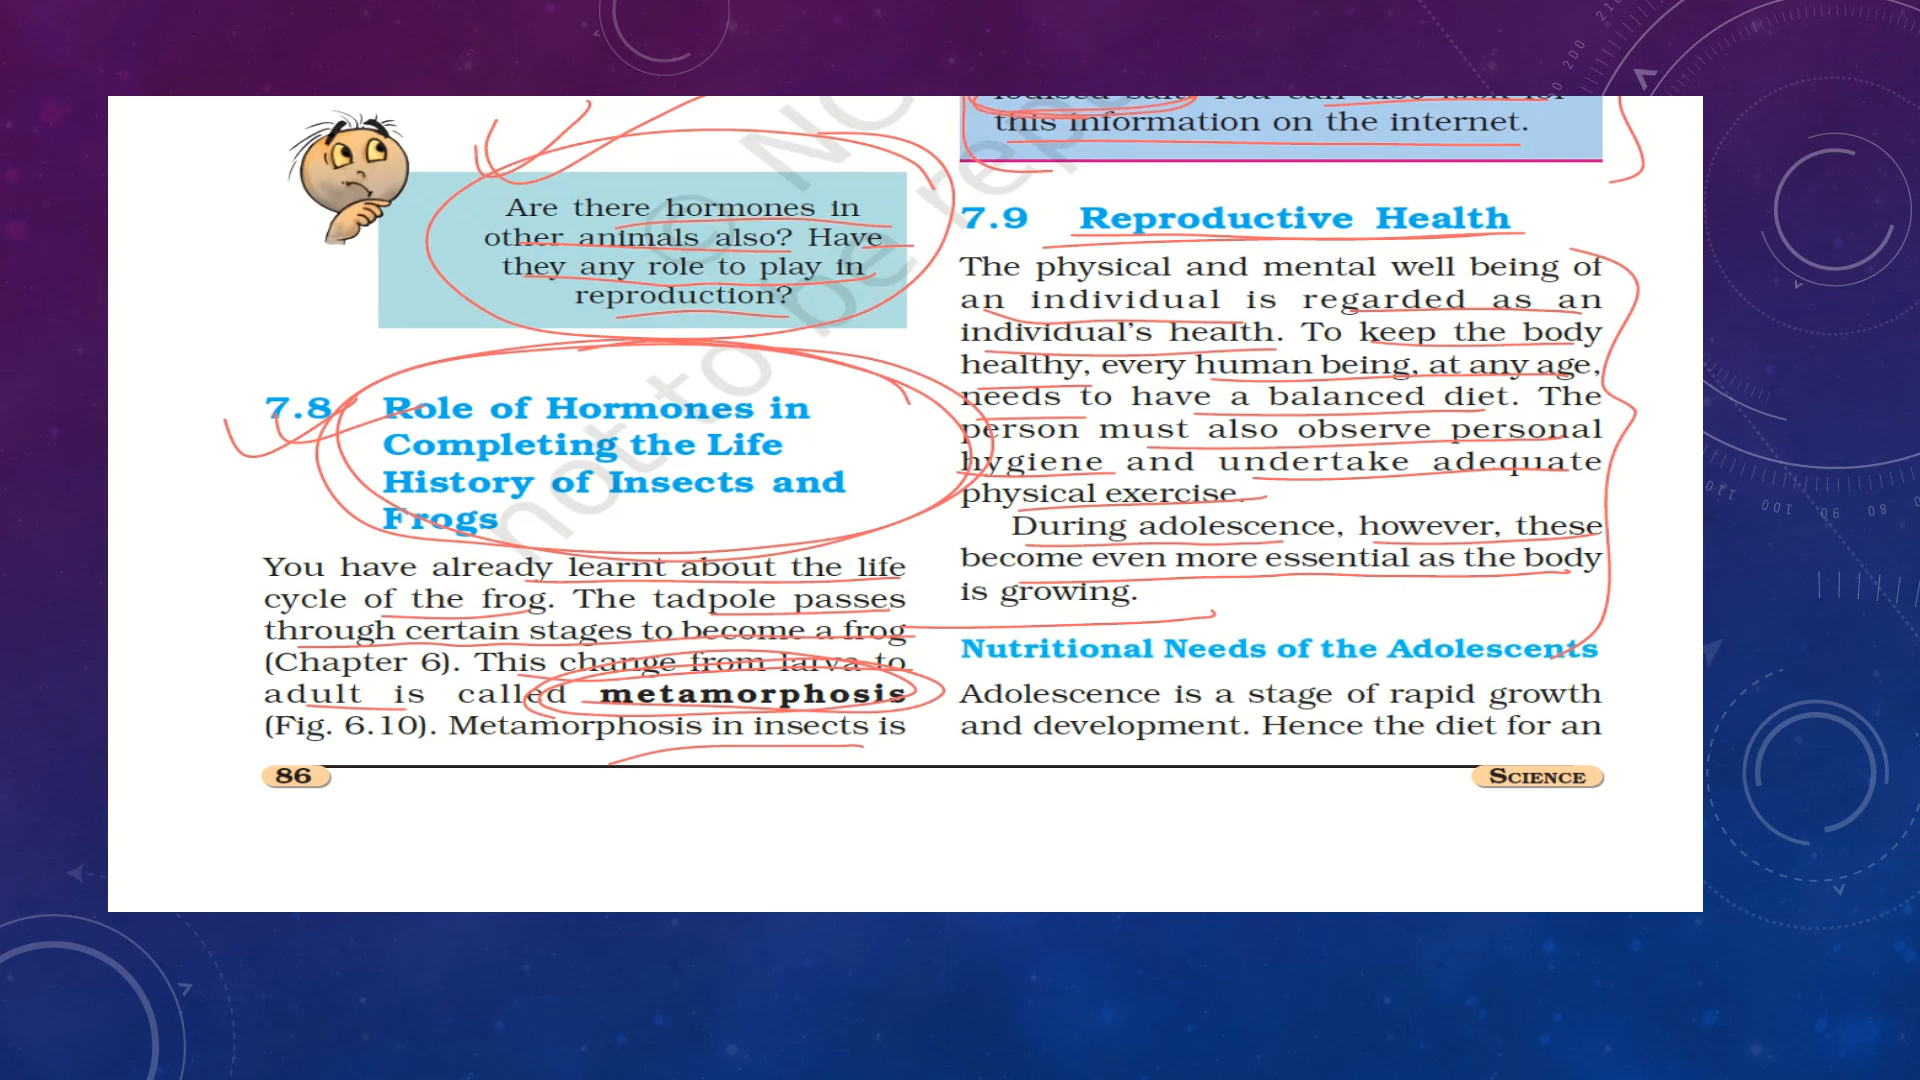 Are there hormones in
other animals also? Have
they any role to play in
reproduction?
7.8 Role of Hormones in
Completing the Life
History of Insects and
Frogs
You have already learnt about the life
cycle of the frog. The tadpole passes
through certain stages to become a frog
(Chapter 6). This change from larva to
adult is called metamorphosis
(Fig. 6.10). Metamorphosis in insects is
this information on the internet.
7.9 Reproductive Health
The physical and mental well being of
an individual is regarded as an
individual's health. To keep the body
healthy, every human being, at any age,
needs to have a balanced diet. The
person must also observe personal
hygiene and undertake adequate
physical exercise.
During adolescence, however, these
become even more essential as the body
is growing.
Nutritional Needs of the Adolescents
Adolescence is a stage of rapid growth
and development. Hence the diet for an
86
SCIENCE
© NC
not to be rep